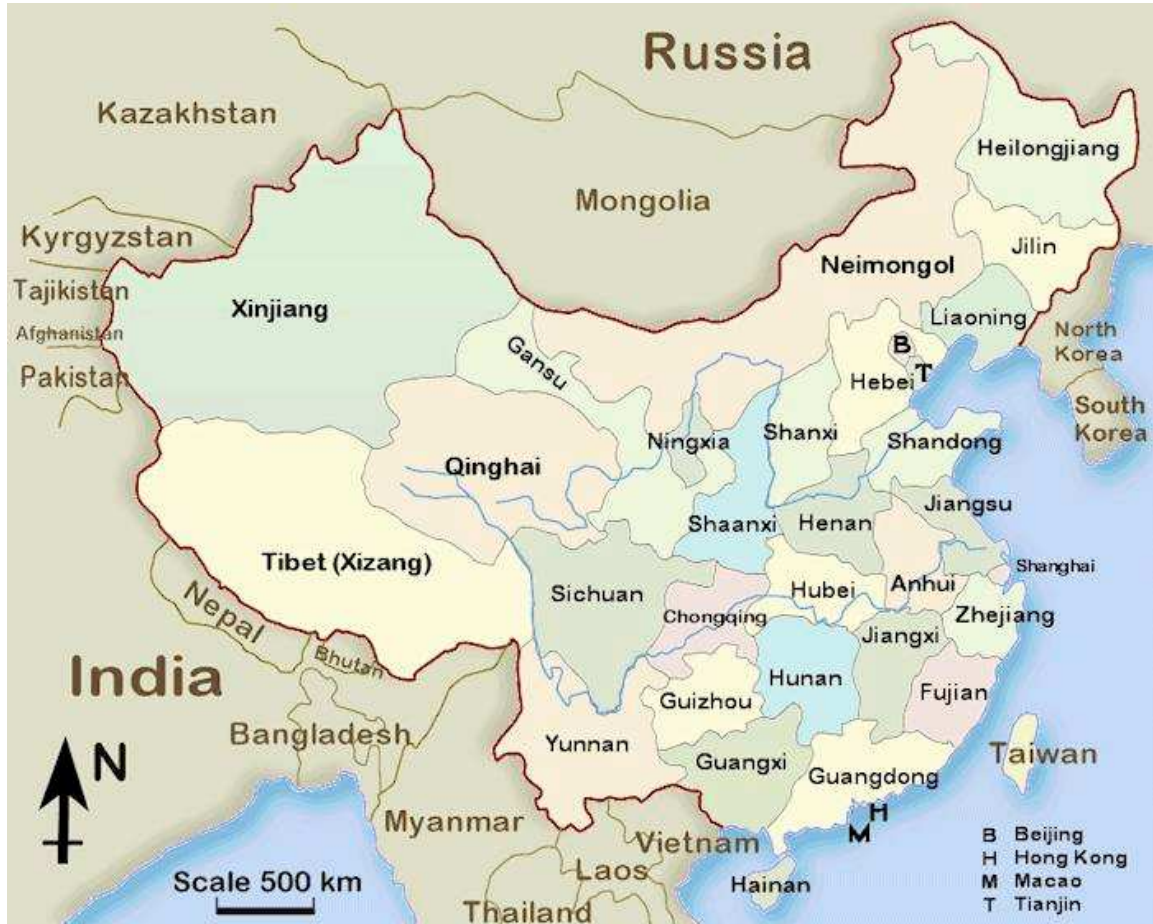 Russia
Kazakhstan
Heilongjiang
Mongolia
Kyrgyzstan
Jilin
Neimongol
Tajikistan
Xinjiang
Liaoning
Afghanistan
North
Korea
B
Gansu
Pakistan
Hebei
T
South
Korea
Shanxi
Ningxia
Shandong
Qinghai
Jiangsu
Shaanxi
Henan
Tibet (Xizang)
Shanghai
Sichuan
Anhui
Hubei
Nepal
Chongqing
Zhejiang
Jiangxi
Bhutan
India
Hunan
Fujian
Guizhou
Bangladesh
Yunnan
Taiwan
Guangxi
N
Guangdong
H
Myanmar
M
Vietnam
B Beijing
Laos
H Hong Kong
Scale 500 km
Hainan
M Macao
Thailand
T Tianjin